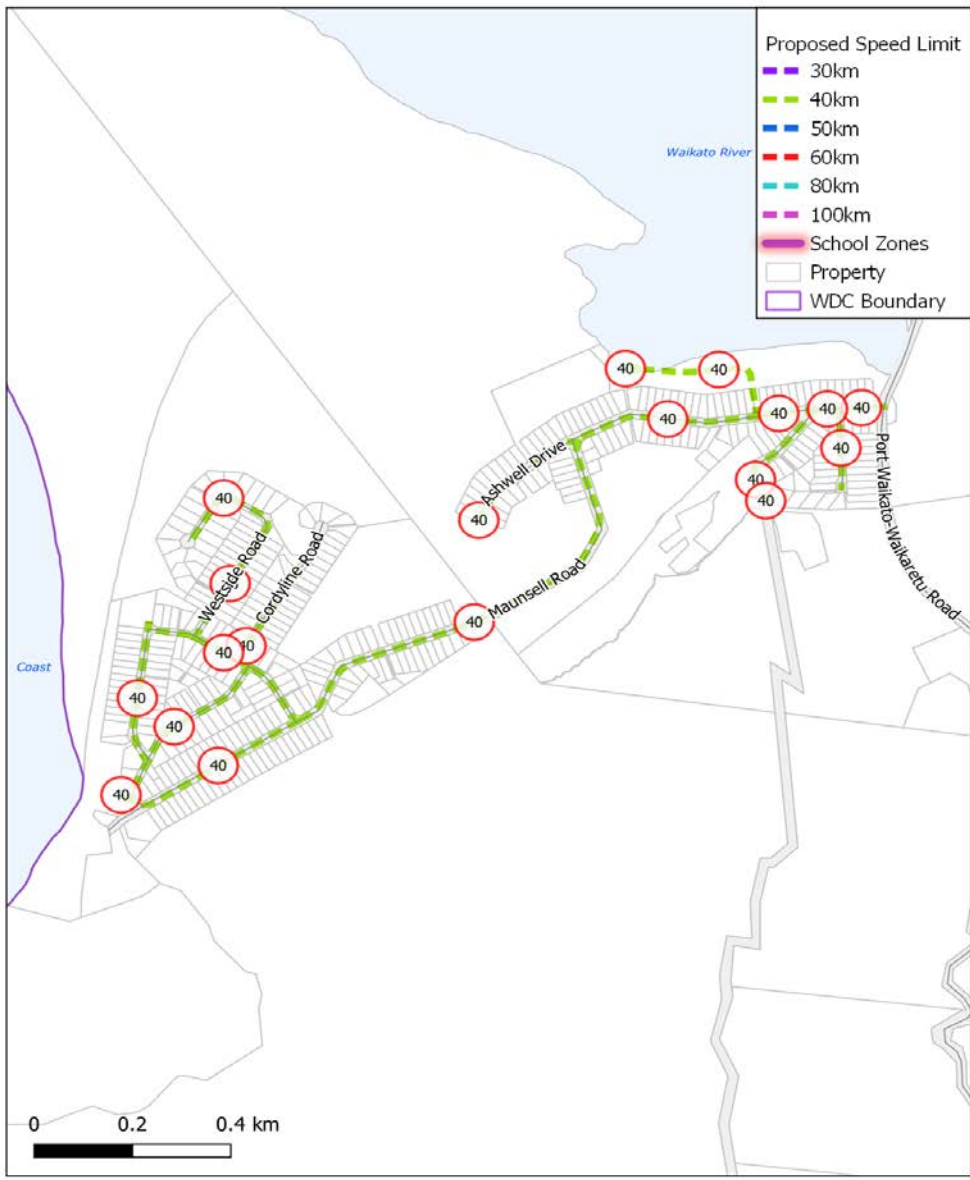 Proposed Speed Limit
30km
40km
50km
60km
80km
100km
School Zones
Property
WDC Boundary
Waikato River
40
40
40
40
40
40
40
40
40
40
Ashwell Drive
Port-Waikato-Waikaretu-Road
40
Westside Road
Cordyline Road
Maunsell Road
40
40
40
Coast
40
40
40
40
0
0.2
0.4 km